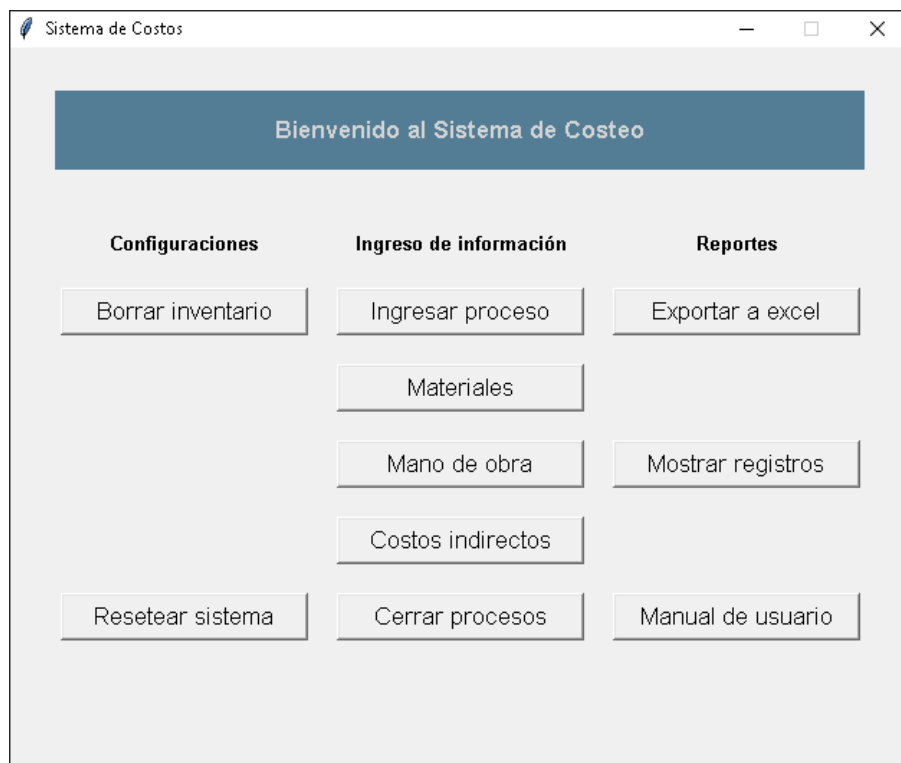 Sistema de Costos
Bienvenido al Sistema de Costeo
Configuraciones
Ingreso de información
Reportes
Borrar inventario
Ingresar proceso
Exportar a excel
Materiales
Mano de obra
Mostrar registros
Costos indirectos
Resetear sistema
Cerrar procesos
Manual de usuario